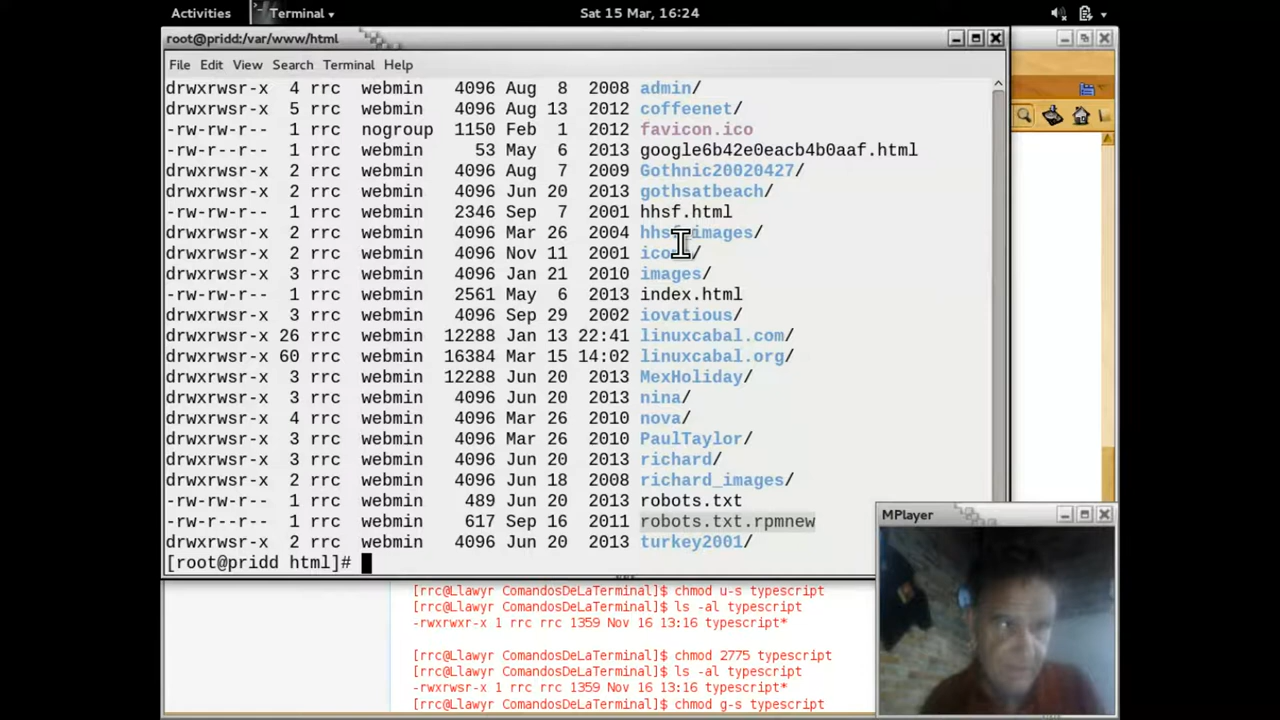 Activities Terminal Sat 15 Mar, 16:24
root@pridd:/var/www/html
File Edit View Search Terminal Help
drwxrwsr-x 4 rrc webmin 4096 Aug 8 2008 admin/
drwxrwsr-x 5 rrc webmin 4096 Aug 13 2012 coffeenet/
-rw-rw-r-- 1 rrc nogroup 1150 Feb 1 2012 favicon.ico
-rw-rw-r-- 1 rrc webmin 53 May 6 2013 google6b42e0eacb4b0aaf.html
drwxrwsr-x 2 rrc webmin 4096 Aug 7 2009 Gothnic20020427/
drwxrwsr-x 2 rrc webmin 4096 Jun 20 2013 gothsatbeach/
-rw-rw-r-- 1 rrc webmin 2346 Sep 7 2001 hhsf.html
drwxrwsr-x 2 rrc webmin 4096 Mar 26 2004 hhsf_images/
drwxrwsr-x 2 rrc webmin 4096 Nov 11 2001 icons/
drwxrwsr-x 3 rrc webmin 4096 Jan 21 2010 images/
-rw-rw-r-- 1 rrc webmin 2561 May 6 2013 index.html
drwxrwsr-x 3 rrc webmin 4096 Sep 29 2002 iovatious/
drwxrwsr-x 26 rrc webmin 12288 Jan 13 22:41 linuxcabal.com/
drwxrwsr-x 60 rrc webmin 16384 Mar 15 14:02 linuxcabal.org/
drwxrwsr-x 3 rrc webmin 12288 Jun 20 2013 MexHoliday/
drwxrwsr-x 3 rrc webmin 4096 Jun 20 2013 nina/
drwxrwsr-x 4 rrc webmin 4096 Mar 26 2010 nova/
drwxrwsr-x 3 rrc webmin 4096 Mar 26 2010 PaulTaylor/
drwxrwsr-x 3 rrc webmin 4096 Jun 20 2013 richard/
drwxrwsr-x 2 rrc webmin 4096 Jun 18 2008 richard_images/
-rw-rw-r-- 1 rrc webmin 489 Jun 20 2013 robots.txt
-rw-r--r-- 1 rrc webmin 617 Sep 16 2011 robots.txt.rpmnew
drwxrwsr-x 2 rrc webmin 4096 Jun 20 2013 turkey2001/
[root@pridd html]#
MPlayer
[rrc@Llawyr ComandosDeLaTerminal]$ chmod u-s typescript
[rrc@Llawyr ComandosDeLaTerminal]$ ls -al typescript
-rwxrwxr-x 1 rrc rrc 1359 Nov 16 13:16 typescript*
[rrc@Llawyr ComandosDeLaTerminal]$ chmod 2775 typescript
[rrc@Llawyr ComandosDeLaTerminal]$ ls -al typescript
-rwxrwsr-x 1 rrc rrc 1359 Nov 16 13:16 typescript*
[rrc@Llawyr ComandosDeLaTerminal]$ chmod g-s typescript